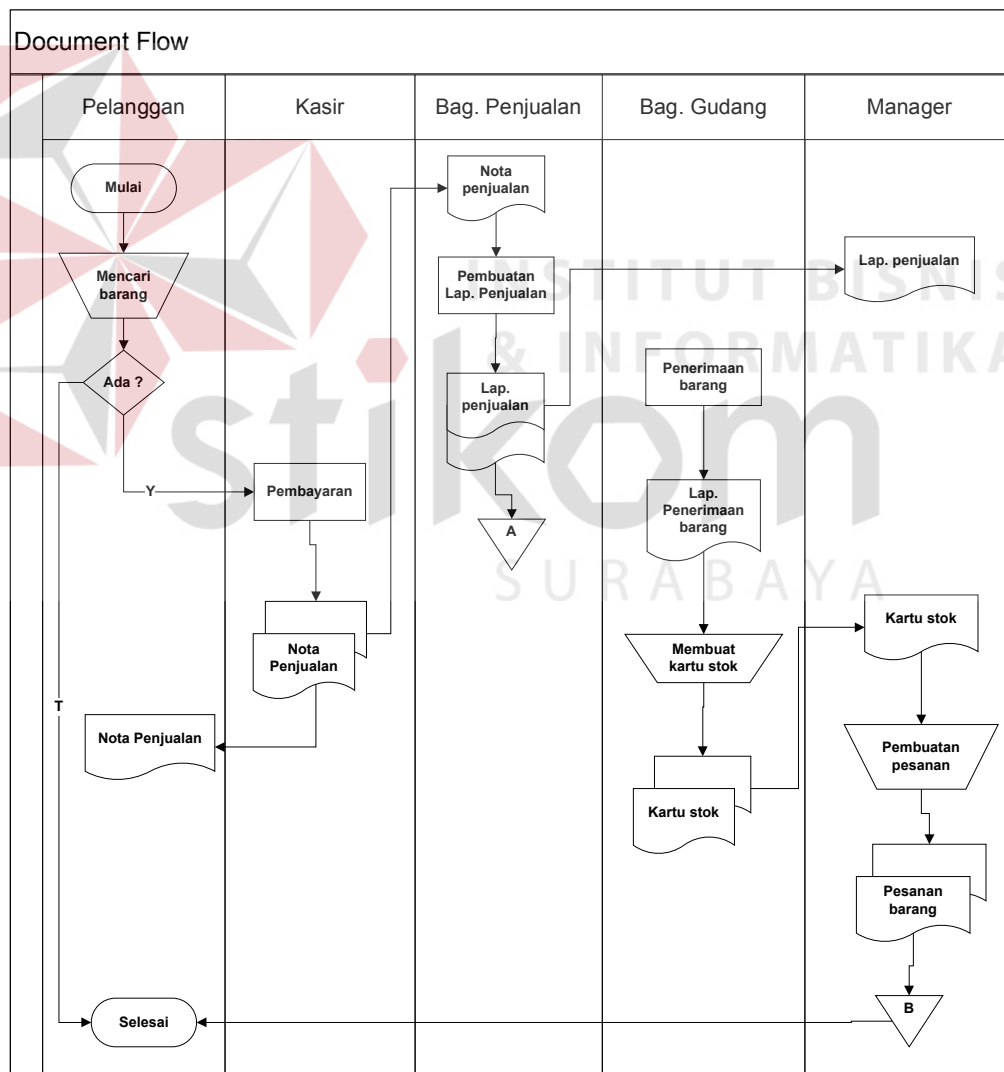 Document Flow
Pelanggan
Kasir
Bag. Penjualan
Bag. Gudang
Manager
Mulai
Mencari
barang
Ada ?
Y
T
Nota Penjualan
Selesai
Pembayaran
Nota
Penjualan
Nota
penjualan
Pembuatan
Lap. Penjualan
Lap.
penjualan
A
Penerimaan
barang
Lap.
Penerimaan
barang
Membuat
kartu stok
Kartu stok
Lap. penjualan
Kartu stok
Pembuatan
pesanan
Pesanan
barang
B
INSTITUT BISNIS
& INFORMATIKA
stikom
SURABAYA